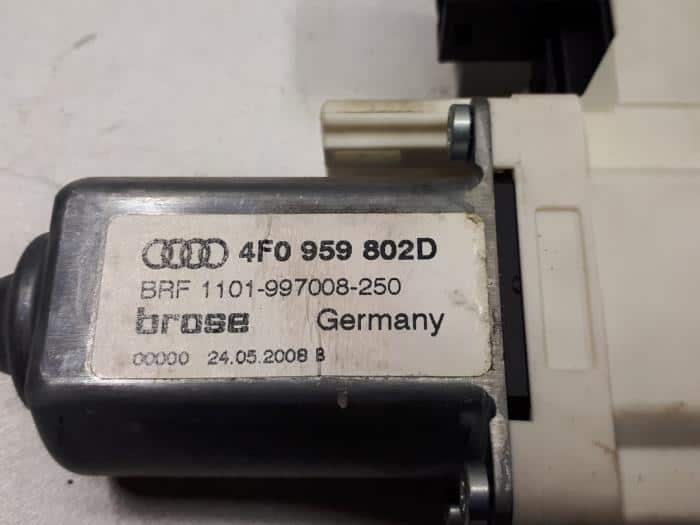 4F0 959 802D
BRF 1101-997008-250
brose Germany
00000 24.05.2008 B